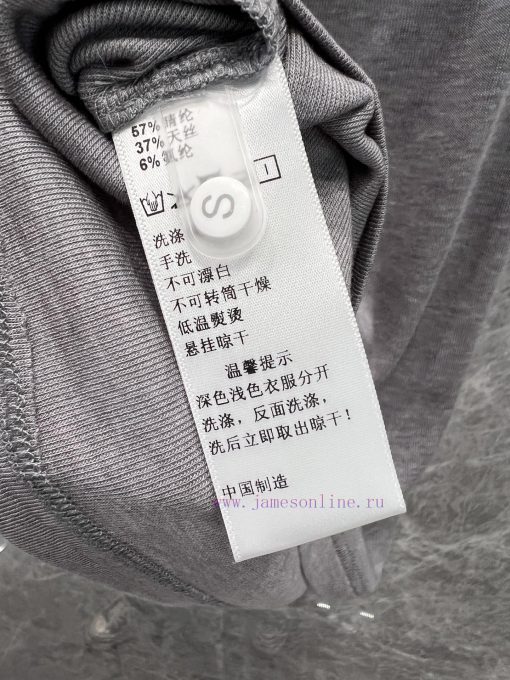 57% 腈纶
37% 天丝
6% 氨纶
S
洗涤
手洗
不可漂白
不可转筒干燥
低温熨烫
悬挂晾干
温馨提示
深色浅色衣服分开
洗涤，反面洗涤，
洗后立即取出晾干！
中国制造
www.jamesonline.ru